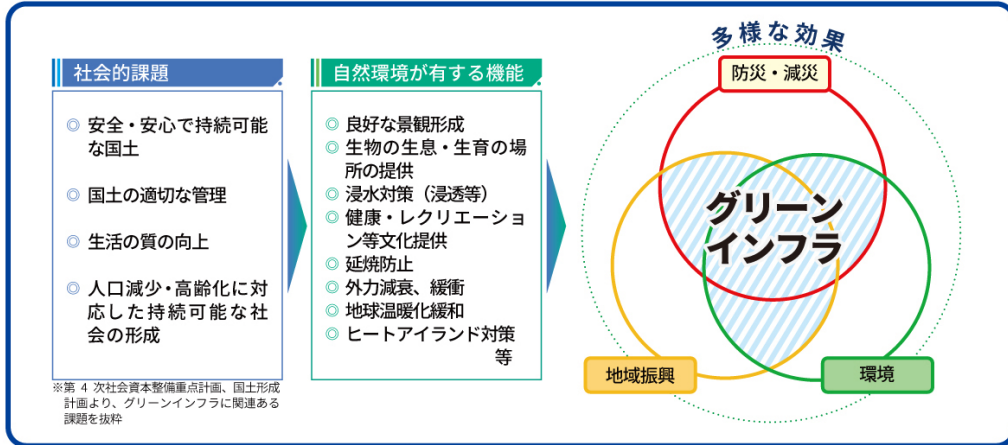 社会的課題
◎ 安全・安心で持続可能
な国土
◎ 国土の適切な管理
◎ 生活の質の向上
◎ 人口減少・高齢化に対
応した持続可能な社
会の形成
※第 4 次社会資本整備重点計画、国土形成
計画より、グリーンインフラに関連ある
課題を抜粋
自然環境が有する機能
◎ 良好な景観形成
◎ 生物の生息・生育の場
所の提供
◎ 浸水対策（浸透等）
◎ 健康・レクリエーショ
ン等文化提供
◎ 延焼防止
◎ 外力減衰、緩衝
◎ 地球温暖化緩和
◎ ヒートアイランド対策
等
多様な効果
防災・減災
グリーン
インフラ
地域振興
環境